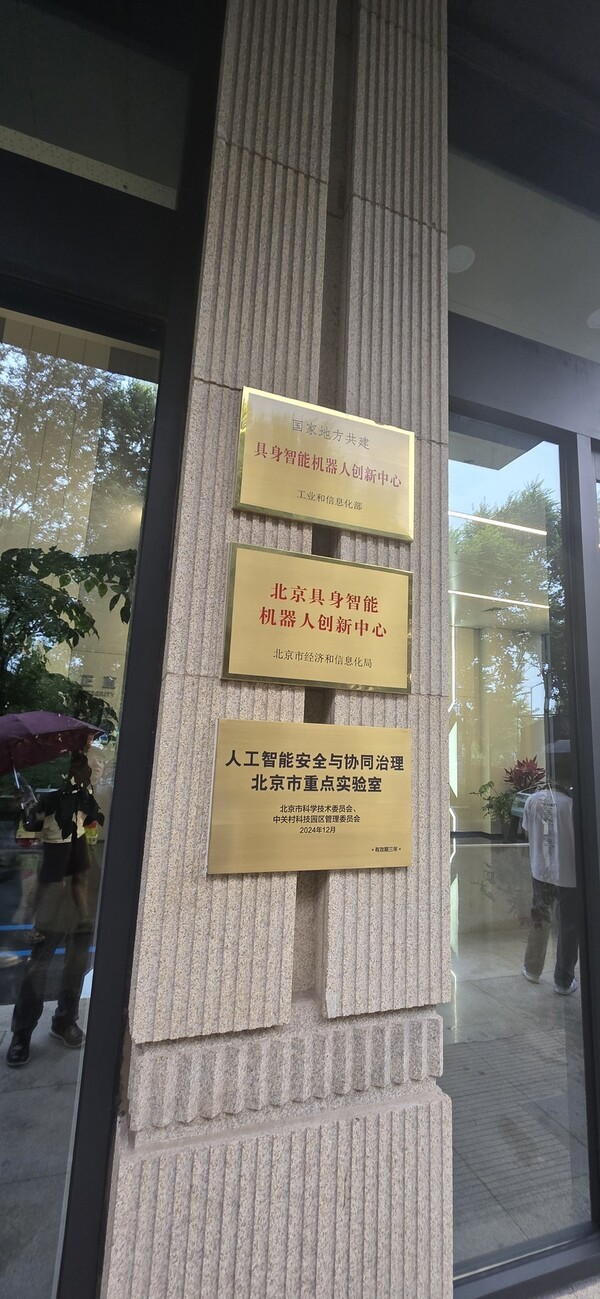 国家地方共建
具身智能机器人创新中心
工业和信息化部
北京具身智能
机器人创新中心
北京市经济和信息化局
人工智能安全与协同治理
北京市重点实验室
北京市科学技术委员会、
中关村科技园区管理委员会
2024年12月
•有效期三年•